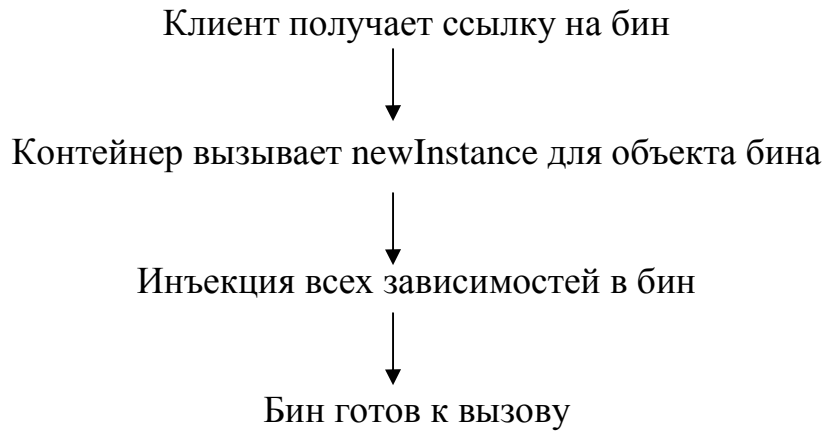 Клиент получает ссылку на бин
Контейнер вызывает newInstance для объекта бина
Инъекция всех зависимостей в бин
Бин готов к вызову